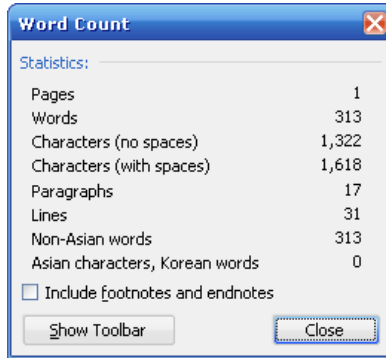 Word Count
Statistics:
Pages 1
Words 313
Characters (no spaces) 1,322
Characters (with spaces) 1,618
Paragraphs 17
Lines 31
Non-Asian words 313
Asian characters, Korean words 0
Include footnotes and endnotes
Show Toolbar Close